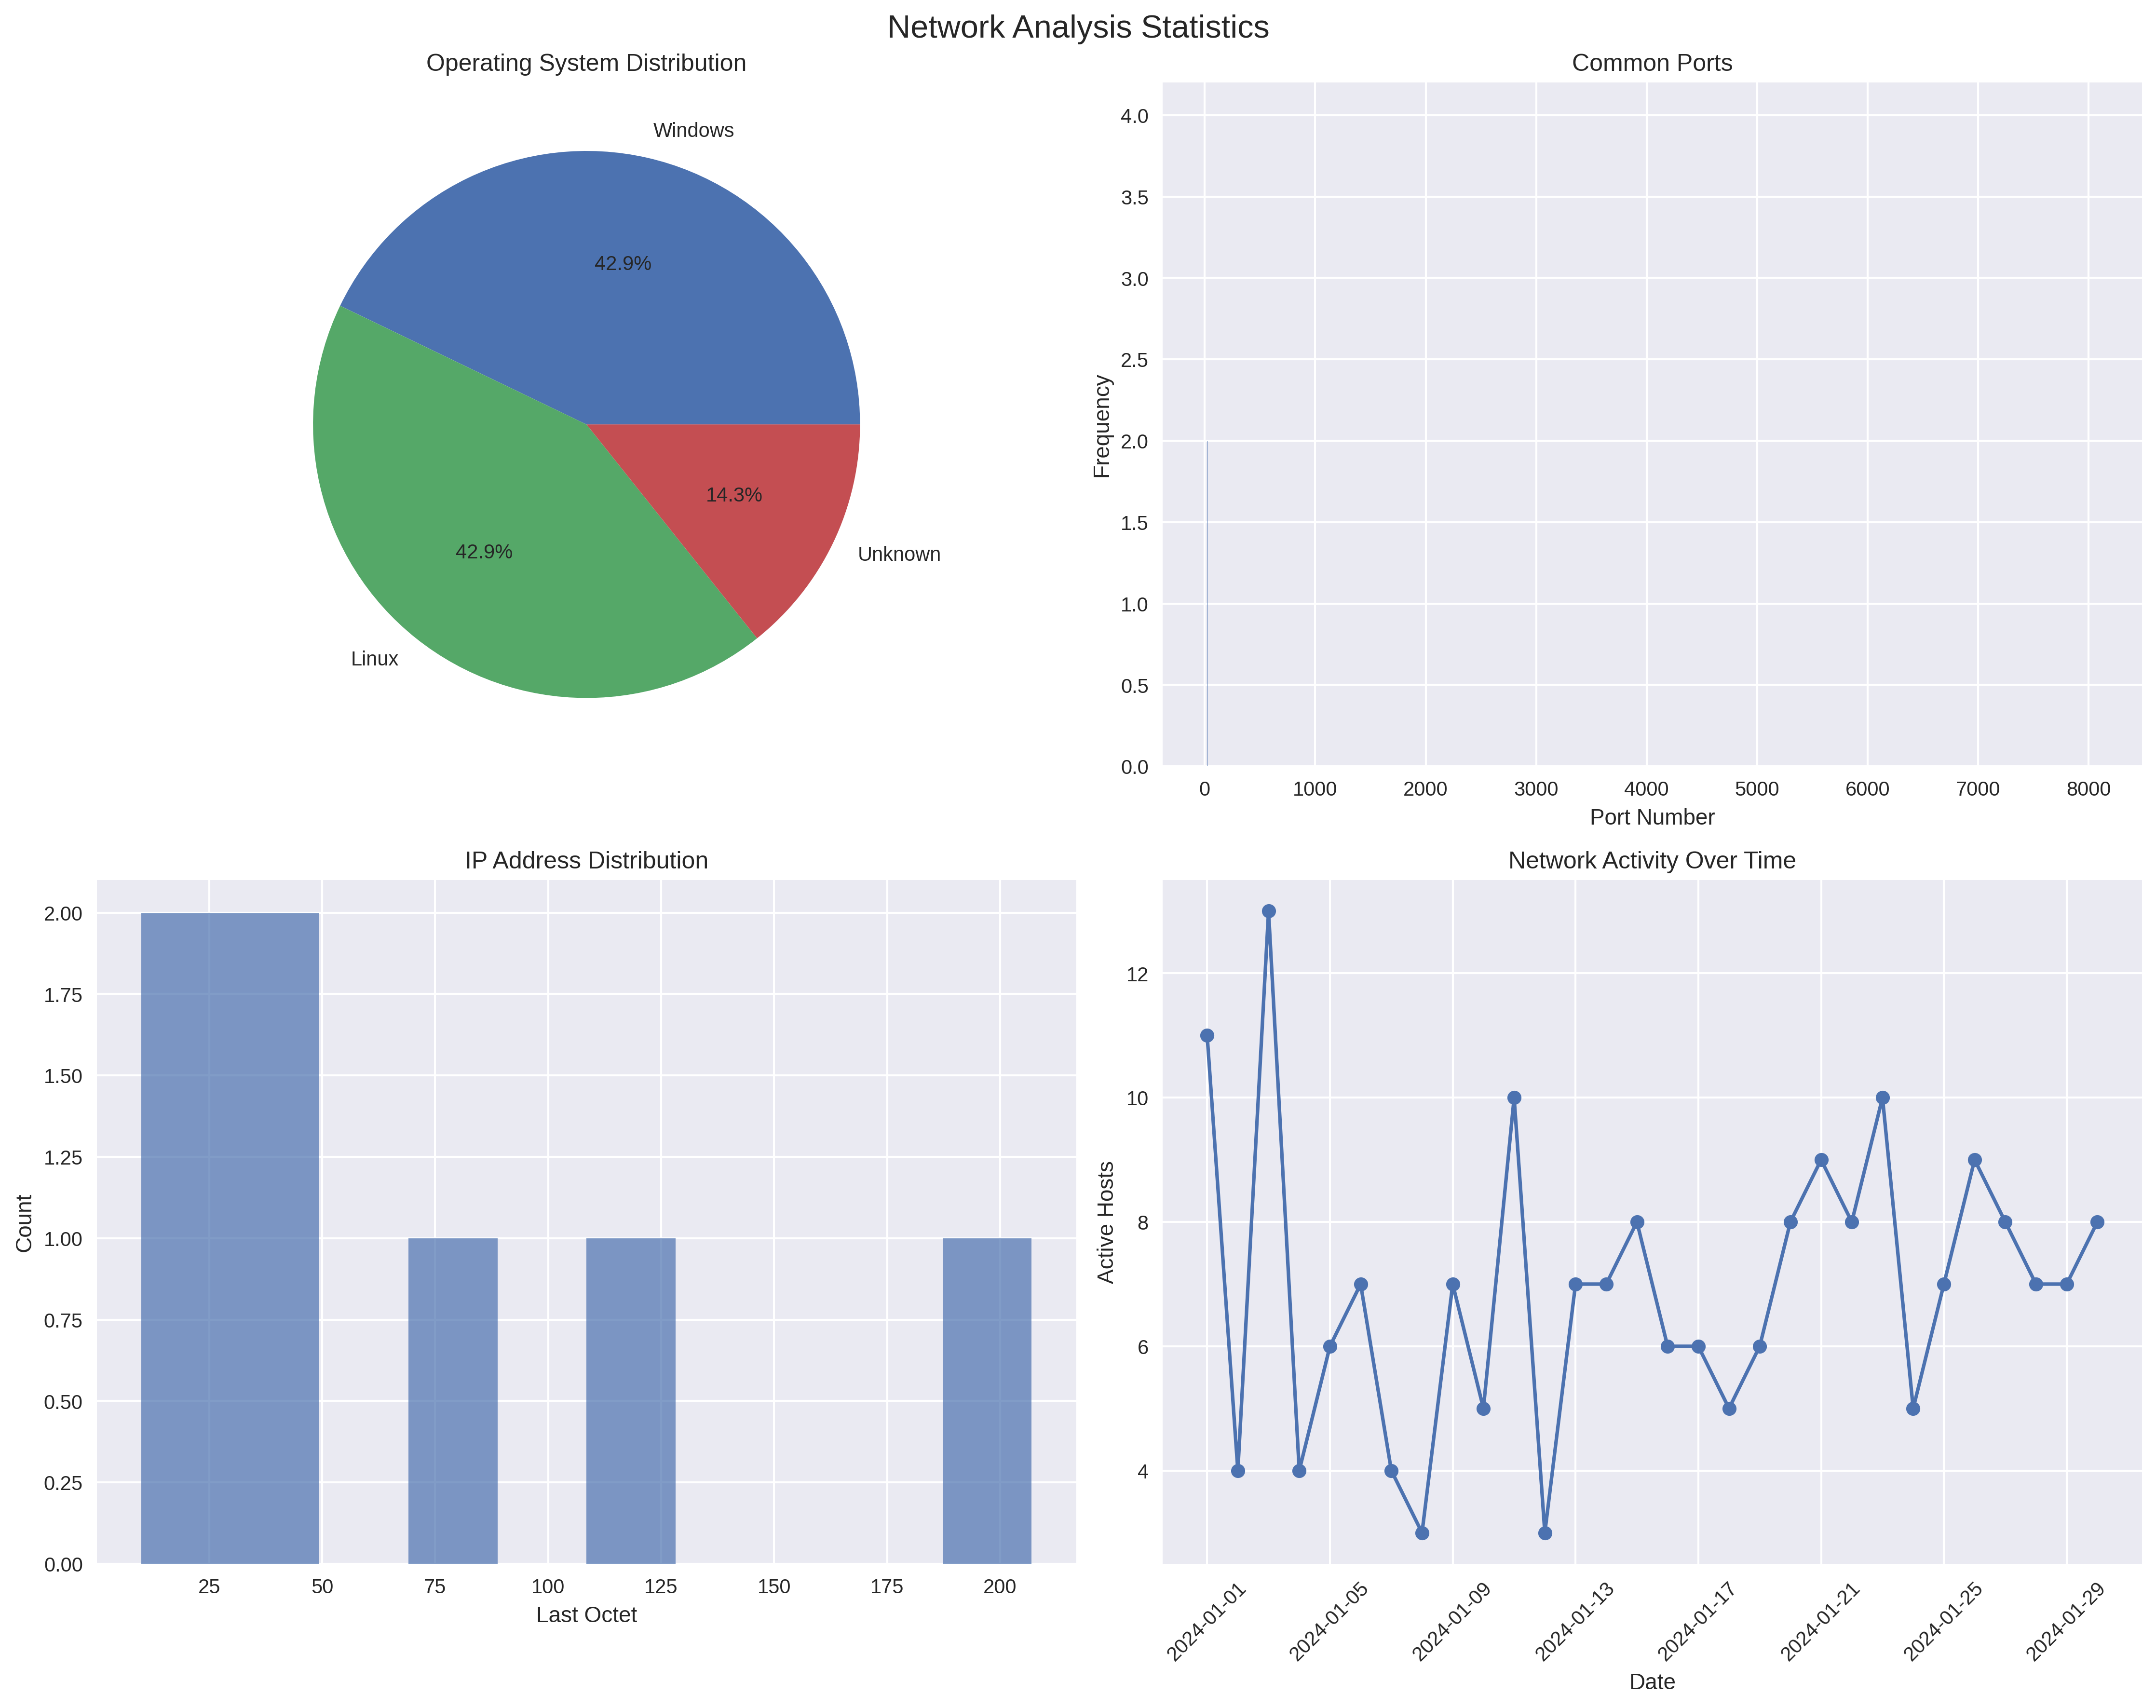 Network Analysis Statistics
Operating System Distribution
Windows
42.9%
14.3%
42.9%
Unknown
Linux
Common Ports
4.0
3.5
3.0
2.5
2.0
1.5
1.0
0.5
0.0
Frequency
0 1000 2000 3000 4000 5000 6000 7000 8000
Port Number
IP Address Distribution
2.00
1.75
1.50
1.25
1.00
0.75
0.50
0.25
0.00
Count
25 50 75 100 125 150 175 200
Last Octet
Network Activity Over Time
12
10
8
6
4
Active Hosts
2024-01-01 2024-01-05 2024-01-09 2024-01-13 2024-01-17 2024-01-21 2024-01-25 2024-01-29
Date